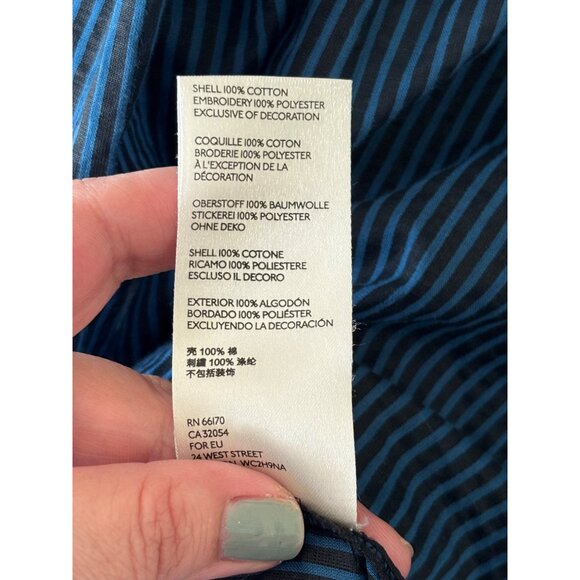 SHELL 100% COTTON
EMBROIDERY 100% POLYESTER
EXCLUSIVE OF DECORATION
COQUILLE 100% COTON
BRODERIE 100% POLYESTER
À L'EXCEPTION DE LA
DÉCORATION
OBERSTOFF 100% BAUMWOLLE
STICKEREI 100% POLYESTER
OHNE DEKO
SHELL 100% COTONE
RICAMO 100% POLIESTERE
ESCLUSO IL DECORO
EXTERIOR 100% ALGODÓN
BORDADO 100% POLIÉSTER
EXCLUYENDO LA DECORACIÓN
壳 100% 棉
刺繡 100% 涤纶
不包括装饰
RN 66170
CA 32054
FOR EU
24 WEST STREET
WC2H9NA